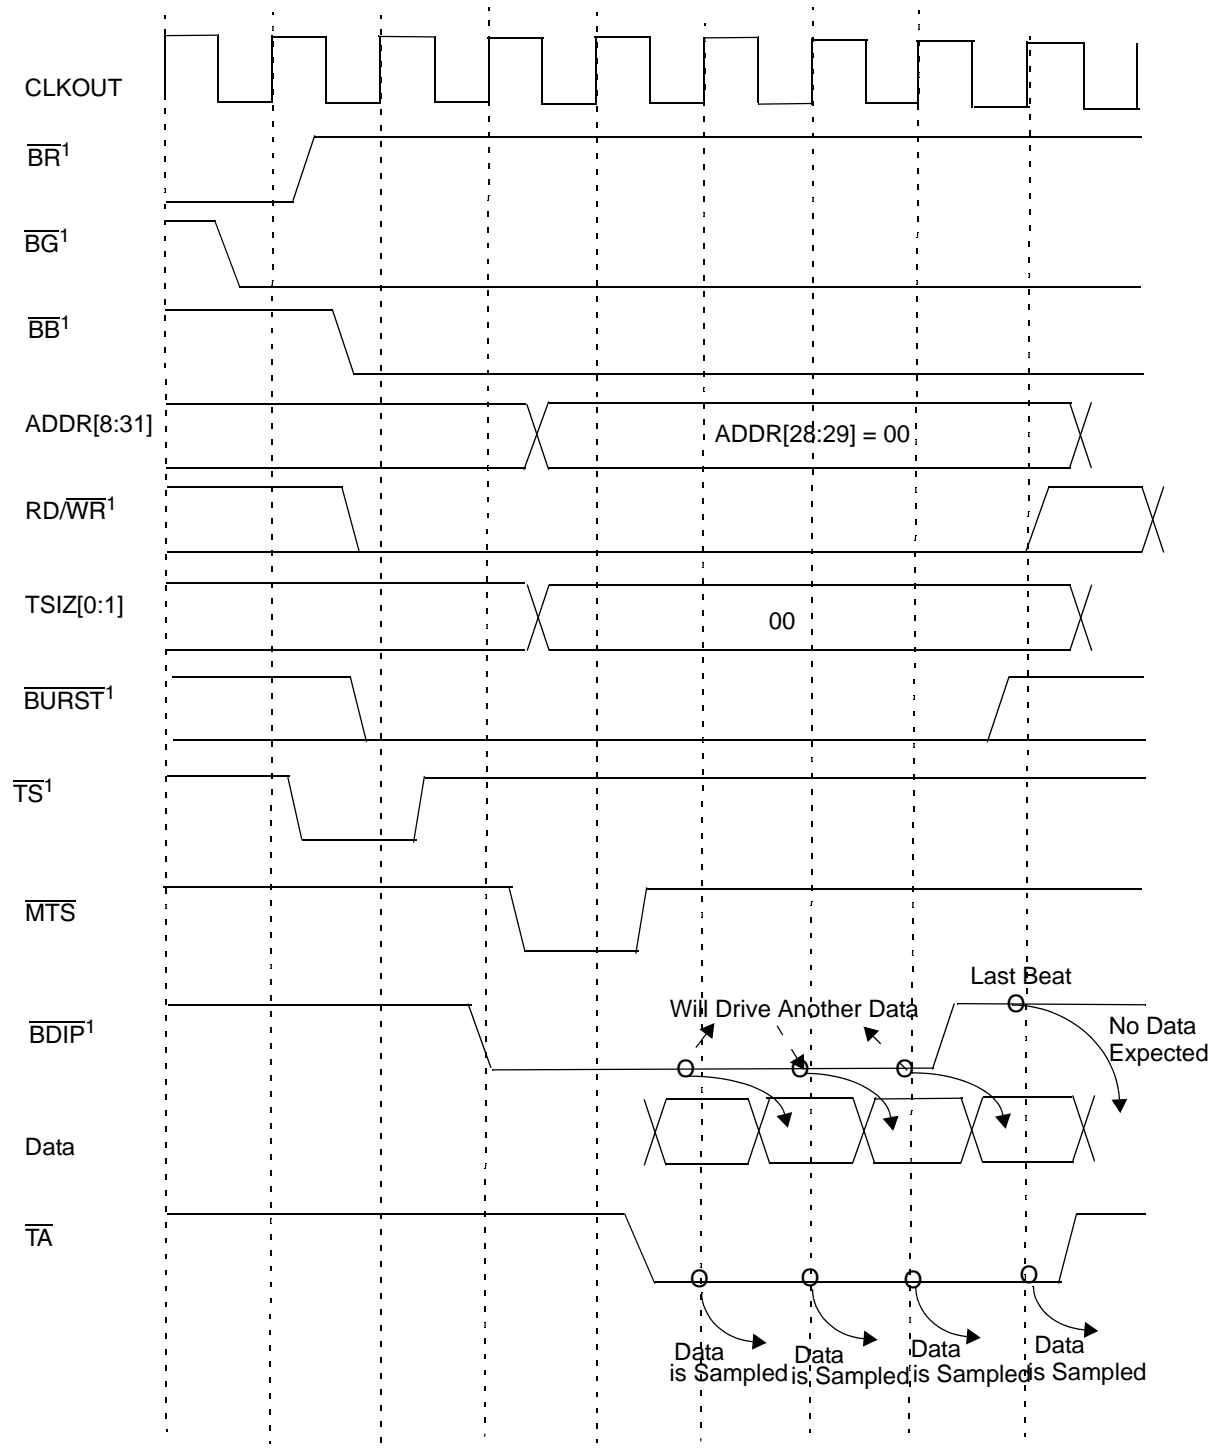 CLKOUT
BR1
BG1
BB1
ADDR[8:31]
ADDR[28:29] = 00
RD/WR1
TSIZ[0:1]
00
BURST1
TS1
MTS
Last Beat
Will Drive Another Data
BDIP1
No Data
Expected
Data
TA
Data
is Sampled
Data
is Sampled
Data
is Sampled
Data
is Sampled